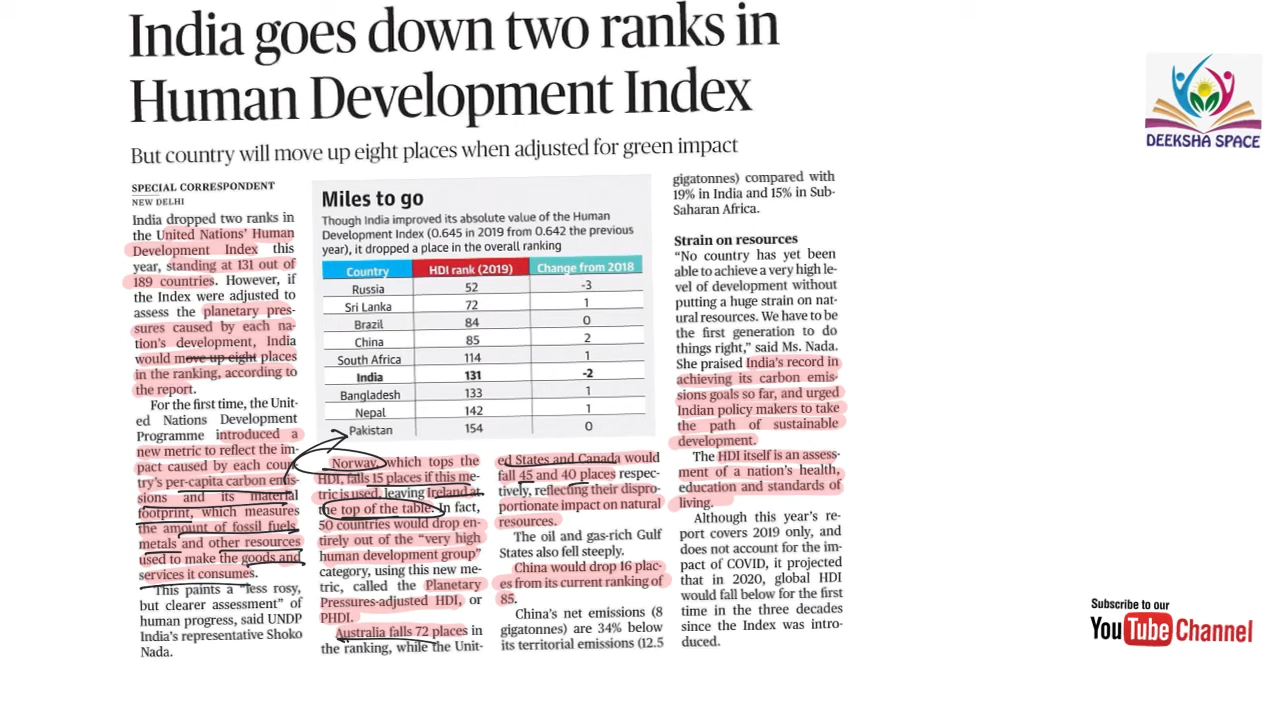 India goes down two ranks in
Human Development Index
But country will move up eight places when adjusted for green impact
SPECIAL CORRESPONDENT
NEW DELHI
India dropped two ranks in
the United Nations' Human
Development Index this
year, standing at 131 out of
189 countries. However, if
the Index were adjusted to
assess the planetary pres-
sures caused by each na-
tion's development, India
would move up eight places
in the ranking, according to
the report.
For the first time, the Unit-
ed Nations Development
Programme introduced a
new metric to reflect the im-
pact caused by each coun-
try's per-capita carbon emis-
sions and its material
footprint, which measures
the amount of fossil fuels,
metals and other resources
used to make the goods and
services it consumes.
This paints a "less rosy,
but clearer assessment" of
human progress, said UNDP
India's representative Shoko
Nada.
Miles to go
Though India improved its absolute value of the Human
Development Index (0.645 in 2019 from 0.642 the previous
year), it dropped a place in the overall ranking
Country HDI rank (2019) Change from 2018
Russia 52 -3
Sri Lanka 72 1
Brazil 84 0
China 85 2
South Africa 114 1
India 131 -2
Bangladesh 133 1
Nepal 142 1
Pakistan 154 0
Norway, which tops the
HDI, falls 15 places if this me-
tric is used, leaving Ireland at
the top of the table. In fact,
50 countries would drop en-
tirely out of the "very high
human development group"
category, using this new me-
tric, called the Planetary
Pressures-adjusted HDI, or
PHDI.
Australia falls 72 places in
the ranking, while the Unit-
ed States and Canada would
fall 45 and 40 places respec-
tively, reflecting their dispro-
portionate impact on natural
resources.
The oil and gas-rich Gulf
States also fell steeply.
China would drop 16 plac-
es from its current ranking of
85.
China's net emissions (8
gigatonnes) are 34% below
its territorial emissions (12.5
gigatonnes) compared with
19% in India and 15% in Sub-
Saharan Africa.
Strain on resources
"No country has yet been
able to achieve a very high le-
vel of development without
putting a huge strain on nat-
ural resources. We have to be
the first generation to do
things right," said Ms. Nada.
She praised India's record in
achieving its carbon emis-
sions goals so far, and urged
Indian policy makers to take
the path of sustainable
development.
The HDI itself is an assess-
ment of a nation's health,
education and standards of
living.
Although this year's re-
port covers 2019 only, and
does not account for the im-
pact of COVID, it projected
that in 2020, global HDI
would fall below for the first
time in the three decades
since the Index was intro-
duced.
DEEKSHA SPACE
Subscribe to our
YouTube Channel